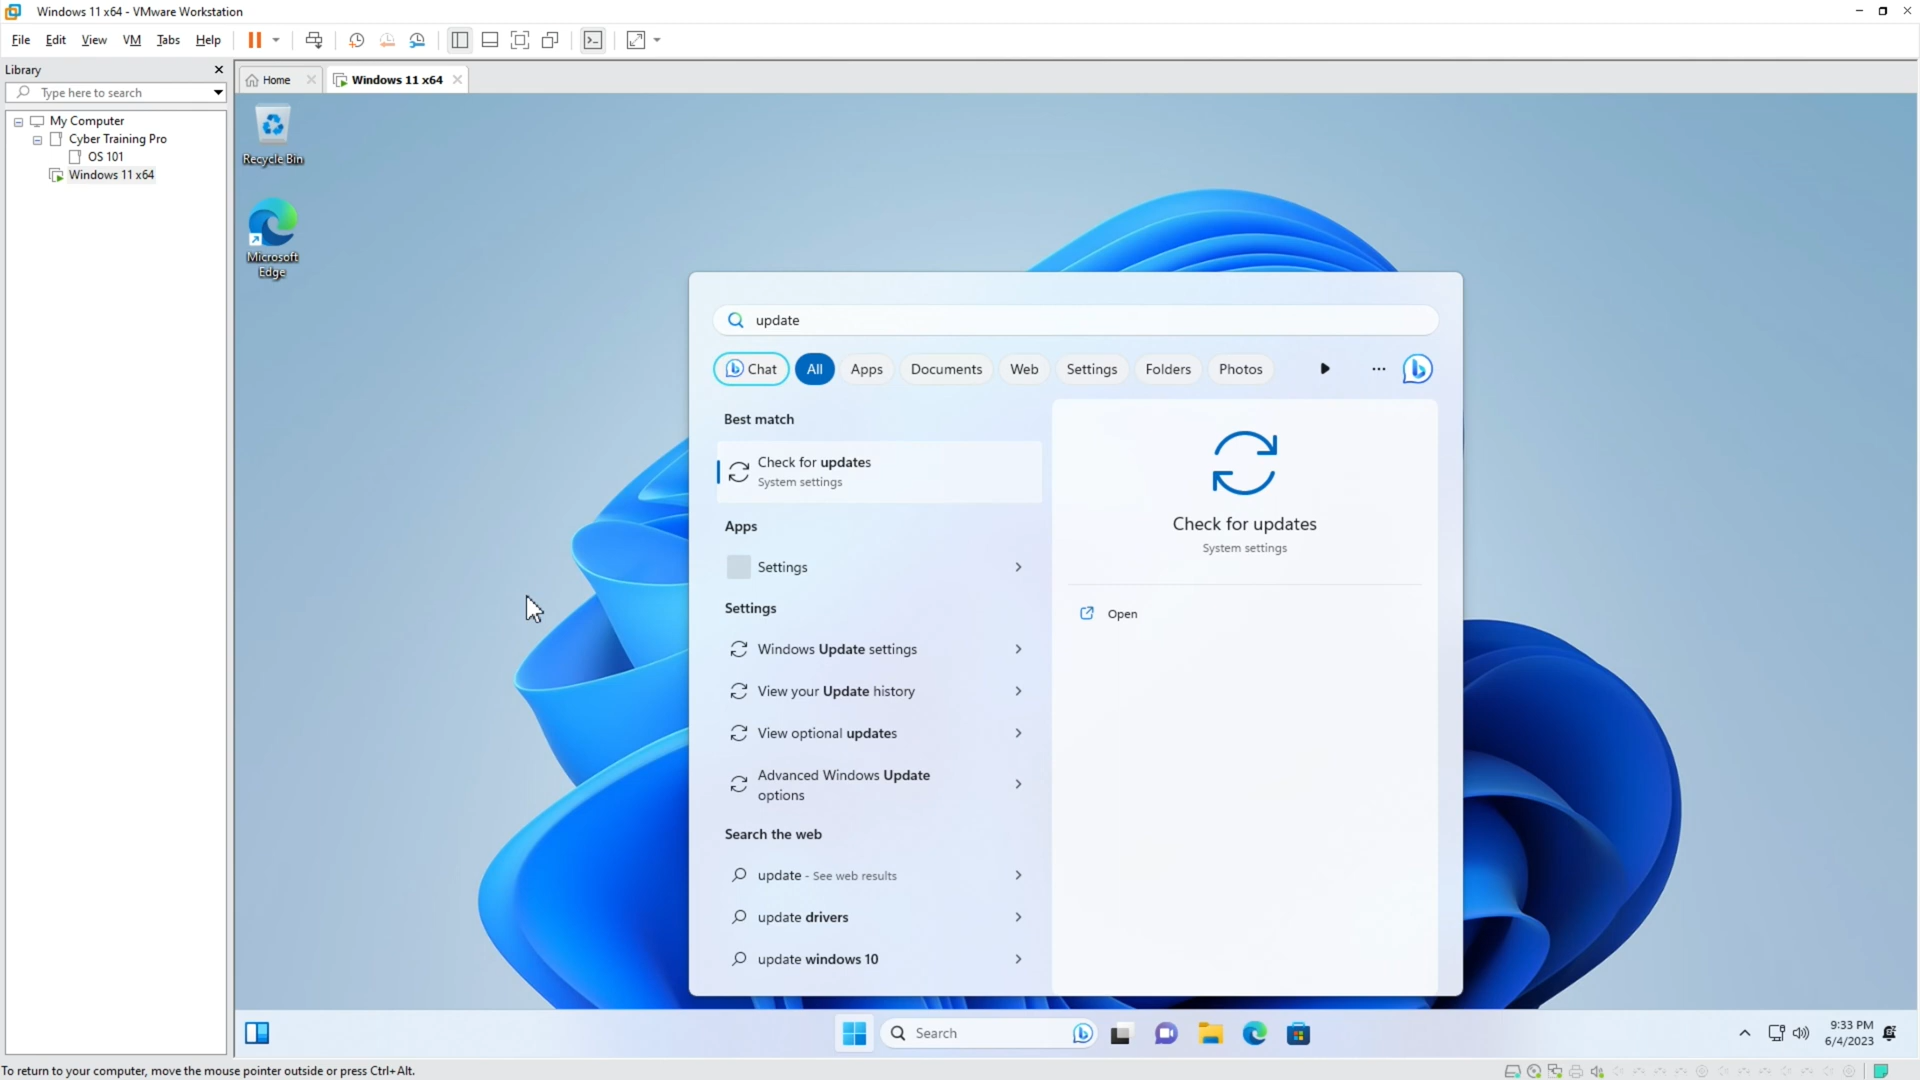 Windows 11 x64 - VMware Workstation
File Edit View VM Tabs Help
Library
Type here to search
My Computer
Cyber Training Pro
OS 101
Windows 11 x64
Home
Windows 11 x64
Recycle Bin
Microsoft
Edge
update
Chat All Apps Documents Web Settings Folders Photos
Best match
Check for updates
System settings
Apps
Settings
Settings
Windows Update settings
View your Update history
View optional updates
Advanced Windows Update
options
Search the web
update - See web results
update drivers
update windows 10
Check for updates
System settings
Open
Search
9:33 PM
6/4/2023
To return to your computer, move the mouse pointer outside or press Ctrl+Alt.